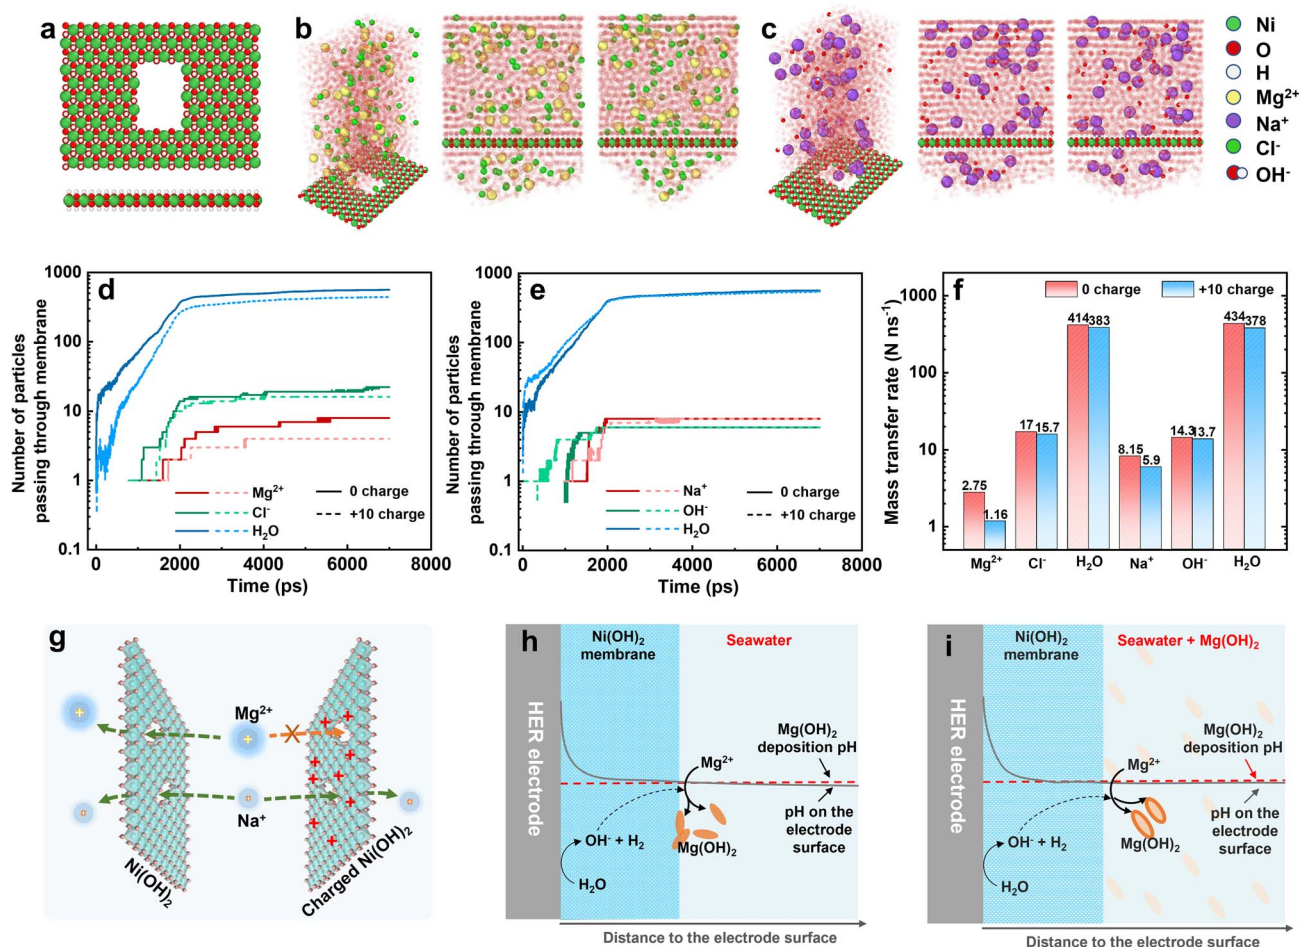 a
b
c
Ni
O
H
Mg²⁺
Na⁺
Cl⁻
OH⁻
d
Number of particles
passing through membrane
1000
100
10
1
0.1
0
2000
4000
6000
8000
Time (ps)
Mg²⁺
Cl⁻
H₂O
0 charge
+10 charge
e
Number of particles
passing through membrane
1000
100
10
1
0.1
0
2000
4000
6000
8000
Time (ps)
Na⁺
OH⁻
H₂O
0 charge
+10 charge
f
Mass transfer rate (N ns⁻¹)
1000
100
10
1
0 charge
+10 charge
2.75
1.16
17
15.7
414
383
8.15
5.9
14.3
13.7
434
378
Mg²⁺
Cl⁻
H₂O
Na⁺
OH⁻
H₂O
g
Mg²⁺
Na⁺
Ni(OH)₂
Charged Ni(OH)₂
h
HER electrode
Ni(OH)₂
membrane
Seawater
Mg(OH)₂
deposition pH
Mg²⁺
pH on the
electrode
surface
OH⁻ + H₂
Mg(OH)₂
H₂O
Distance to the electrode surface
i
HER electrode
Ni(OH)₂
membrane
Seawater + Mg(OH)₂
Mg(OH)₂
deposition pH
Mg²⁺
pH on the
electrode
surface
OH⁻ + H₂
Mg(OH)₂
H₂O
Distance to the electrode surface